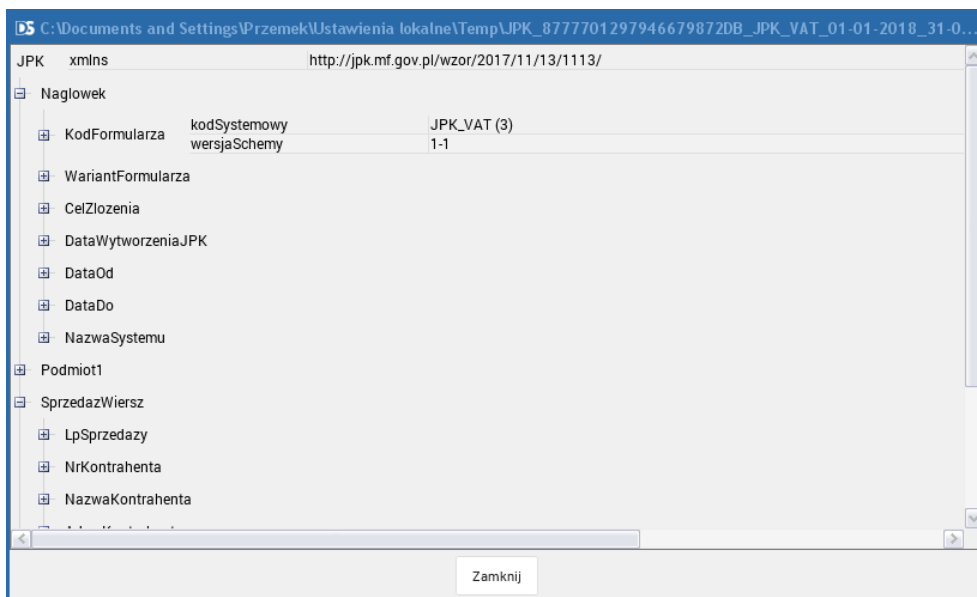 DS C:\Documents and Settings\Przemek\Ustawienia lokalne\Temp\JPK_8777701297946679872DB_JPK_VAT_01-01-2018_31-0...
JPK xmlns http://jpk.mf.gov.pl/wzor/2017/11/13/1113/
Naglowek
KodFormularza kodSystemowy JPK_VAT (3)
wersjaSchemy 1-1
WariantFormularza
CelZlozenia
DataWytworzeniaJPK
DataOd
DataDo
NazwaSystemu
Podmiot1
SprzedazWiersz
LpSprzedazy
NrKontrahenta
NazwaKontrahenta
Zamknij